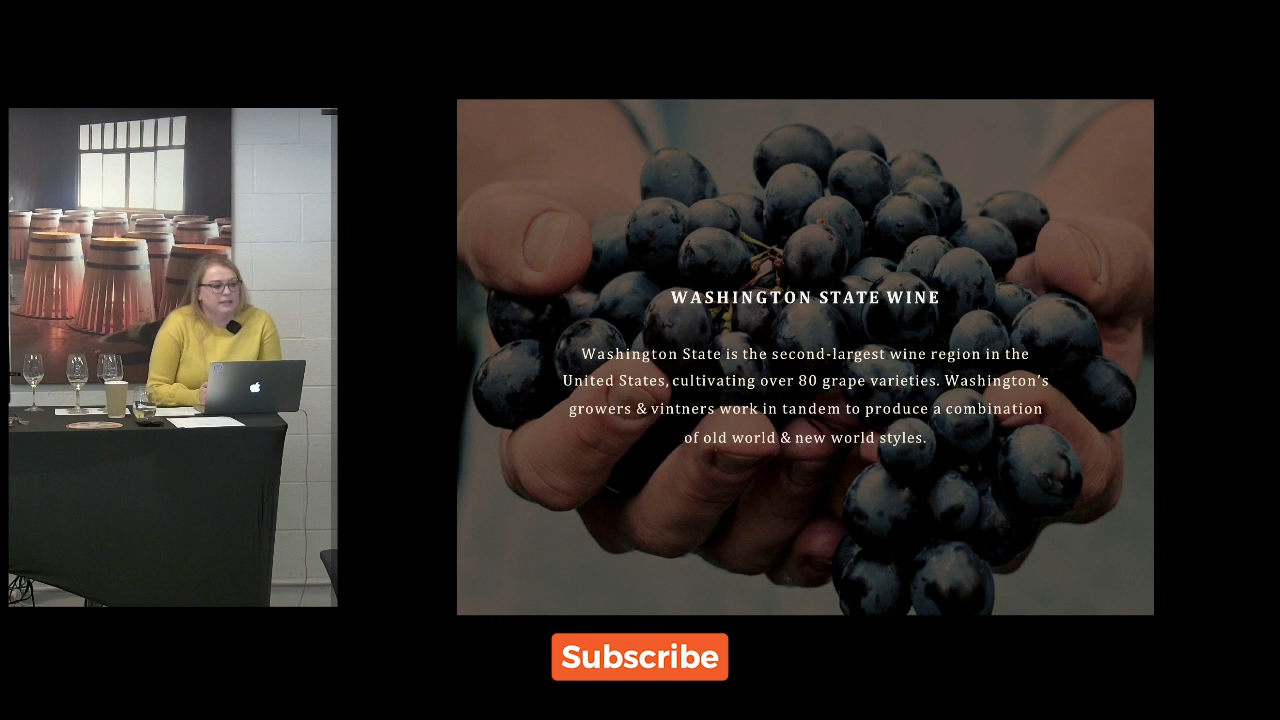 WASHINGTON STATE WINE
Washington State is the second-largest wine region in the
United States, cultivating over 80 grape varieties. Washington's
growers & vintners work in tandem to produce a combination
of old world & new world styles.
Subscribe